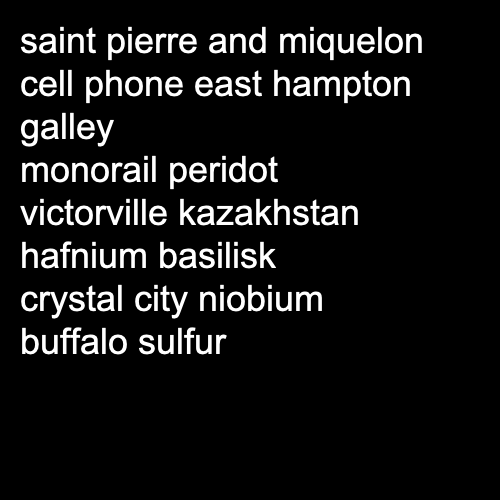 saint pierre and miquelon
cell phone east hampton
galley
monorail peridot
victorville kazakhstan
hafnium basilisk
crystal city niobium
buffalo sulfur